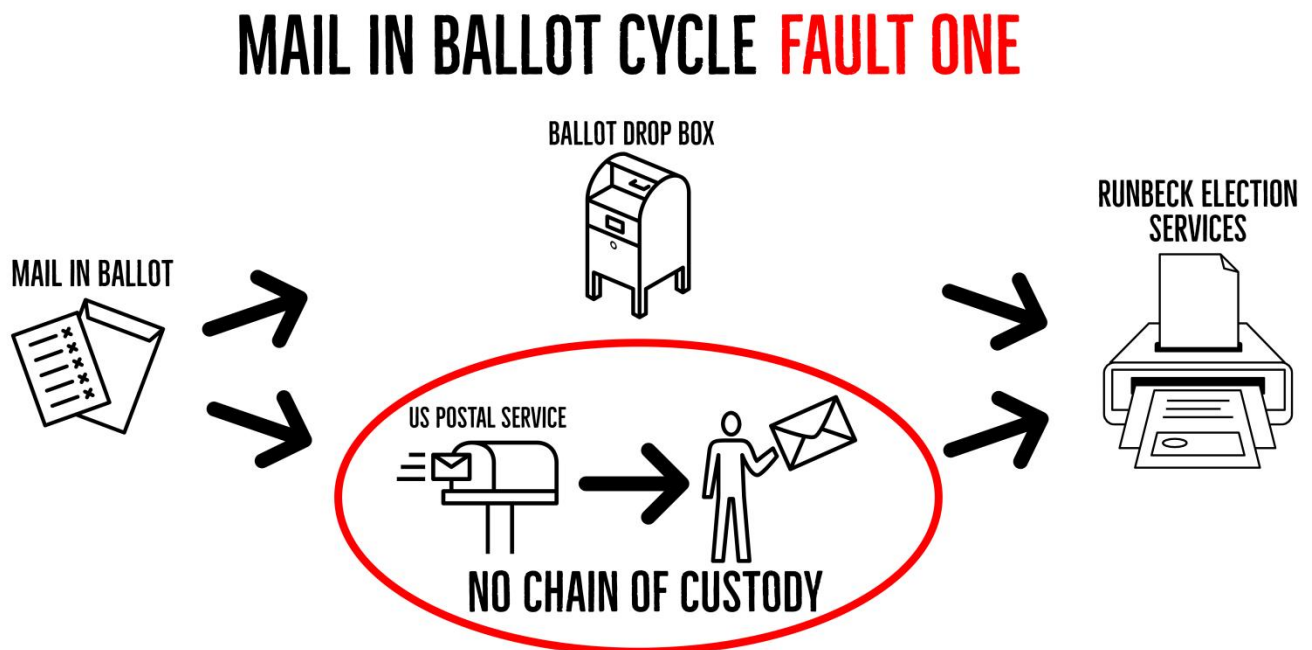 MAIL IN BALLOT CYCLE FAULT ONE
BALLOT DROP BOX
RUNBECK ELECTION
SERVICES
MAIL IN BALLOT
US POSTAL SERVICE
NO CHAIN OF CUSTODY